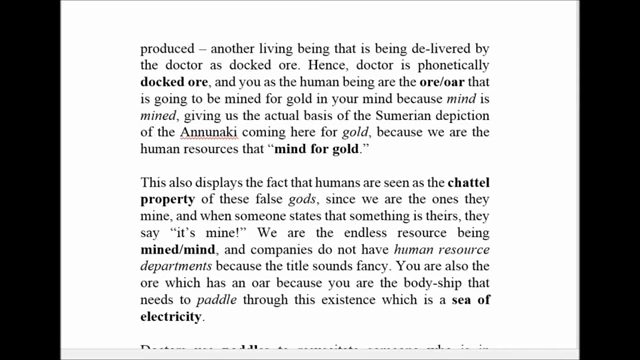 produced – another living being that is being de-livered by
the doctor as docked ore. Hence, doctor is phonetically
docked ore, and you as the human being are the ore/oar that
is going to be mined for gold in your mind because mind is
mined, giving us the actual basis of the Sumerian depiction
of the Annunaki coming here for gold, because we are the
human resources that “mind for gold.”
This also displays the fact that humans are seen as the chattel
property of these false gods, since we are the ones they
mine, and when someone states that something is theirs, they
say “it’s mine!” We are the endless resource being
mined/mind, and companies do not have human resource
departments because the title sounds fancy. You are also the
ore which has an oar because you are the body-ship that
needs to paddle through this existence which is a sea of
electricity.